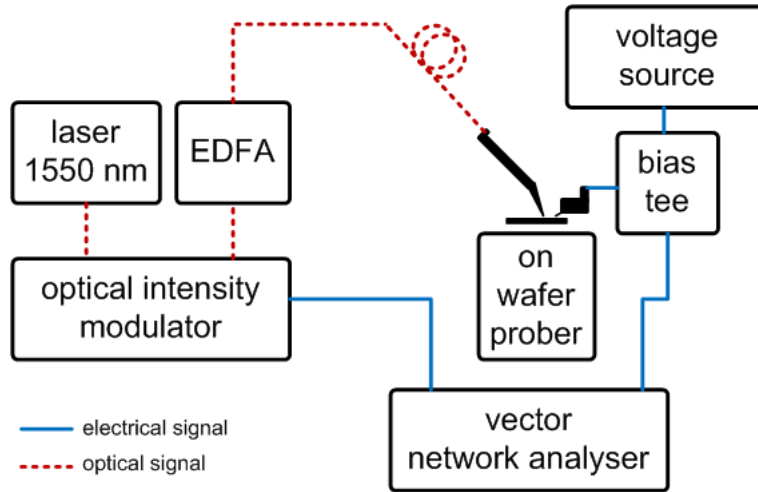 voltage
source
laser
1550 nm
EDFA
bias
tee
optical intensity
modulator
on
wafer
prober
vector
network analyser
electrical signal
optical signal